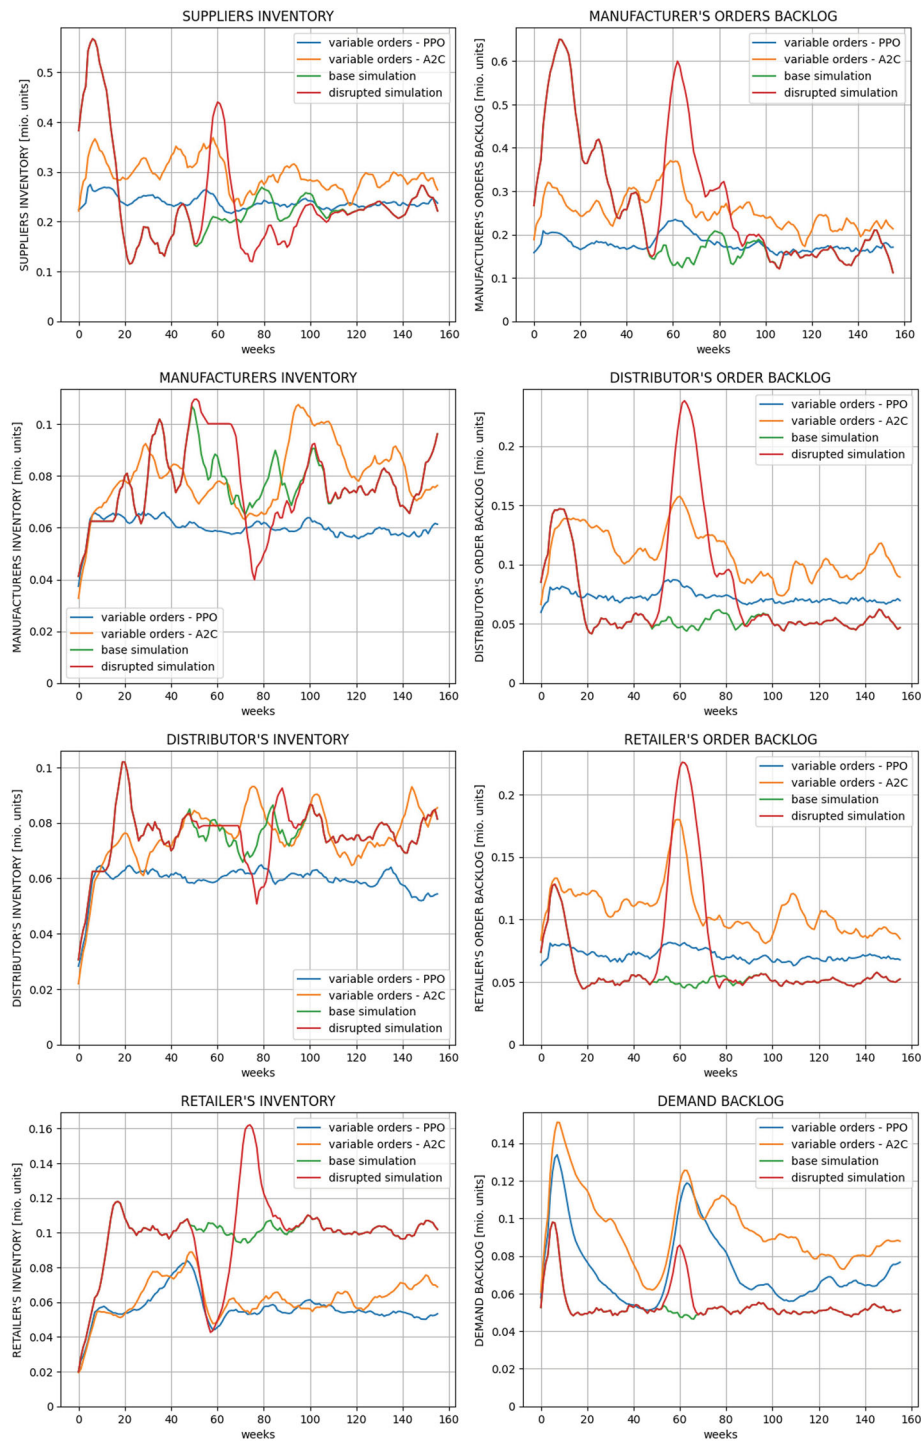 SUPPLIERS INVENTORY
SUPPLIERS INVENTORY [mio. units]
0.5
0.4
0.3
0.2
0.1
0
0 20 40 60 80 100 120 140 160
weeks
variable orders - PPO
variable orders - A2C
base simulation
disrupted simulation
MANUFACTURER'S ORDERS BACKLOG
MANUFACTURER'S ORDERS BACKLOG [mio. units]
0.6
0.5
0.4
0.3
0.2
0.1
0
0 20 40 60 80 100 120 140 160
weeks
variable orders - PPO
variable orders - A2C
base simulation
disrupted simulation
MANUFACTURERS INVENTORY
MANUFACTURERS INVENTORY [mio. units]
0.1
0.08
0.06
0.04
0.02
0
0 20 40 60 80 100 120 140 160
weeks
variable orders - PPO
variable orders - A2C
base simulation
disrupted simulation
DISTRIBUTOR'S ORDER BACKLOG
DISTRIBUTOR'S ORDER BACKLOG [mio. units]
0.2
0.15
0.1
0.05
0
0 20 40 60 80 100 120 140 160
weeks
variable orders - PPO
variable orders - A2C
base simulation
disrupted simulation
DISTRIBUTOR'S INVENTORY
DISTRIBUTOR'S INVENTORY [mio. units]
0.1
0.08
0.06
0.04
0.02
0
0 20 40 60 80 100 120 140 160
weeks
variable orders - PPO
variable orders - A2C
base simulation
disrupted simulation
RETAILER'S ORDER BACKLOG
RETAILER'S ORDER BACKLOG [mio. units]
0.2
0.15
0.1
0.05
0
0 20 40 60 80 100 120 140 160
weeks
variable orders - PPO
variable orders - A2C
base simulation
disrupted simulation
RETAILER'S INVENTORY
RETAILER'S INVENTORY [mio. units]
0.16
0.14
0.12
0.1
0.08
0.06
0.04
0.02
0
0 20 40 60 80 100 120 140 160
weeks
variable orders - PPO
variable orders - A2C
base simulation
disrupted simulation
DEMAND BACKLOG
DEMAND BACKLOG [mio. units]
0.14
0.12
0.1
0.08
0.06
0.04
0.02
0
0 20 40 60 80 100 120 140 160
weeks
variable orders - PPO
variable orders - A2C
base simulation
disrupted simulation